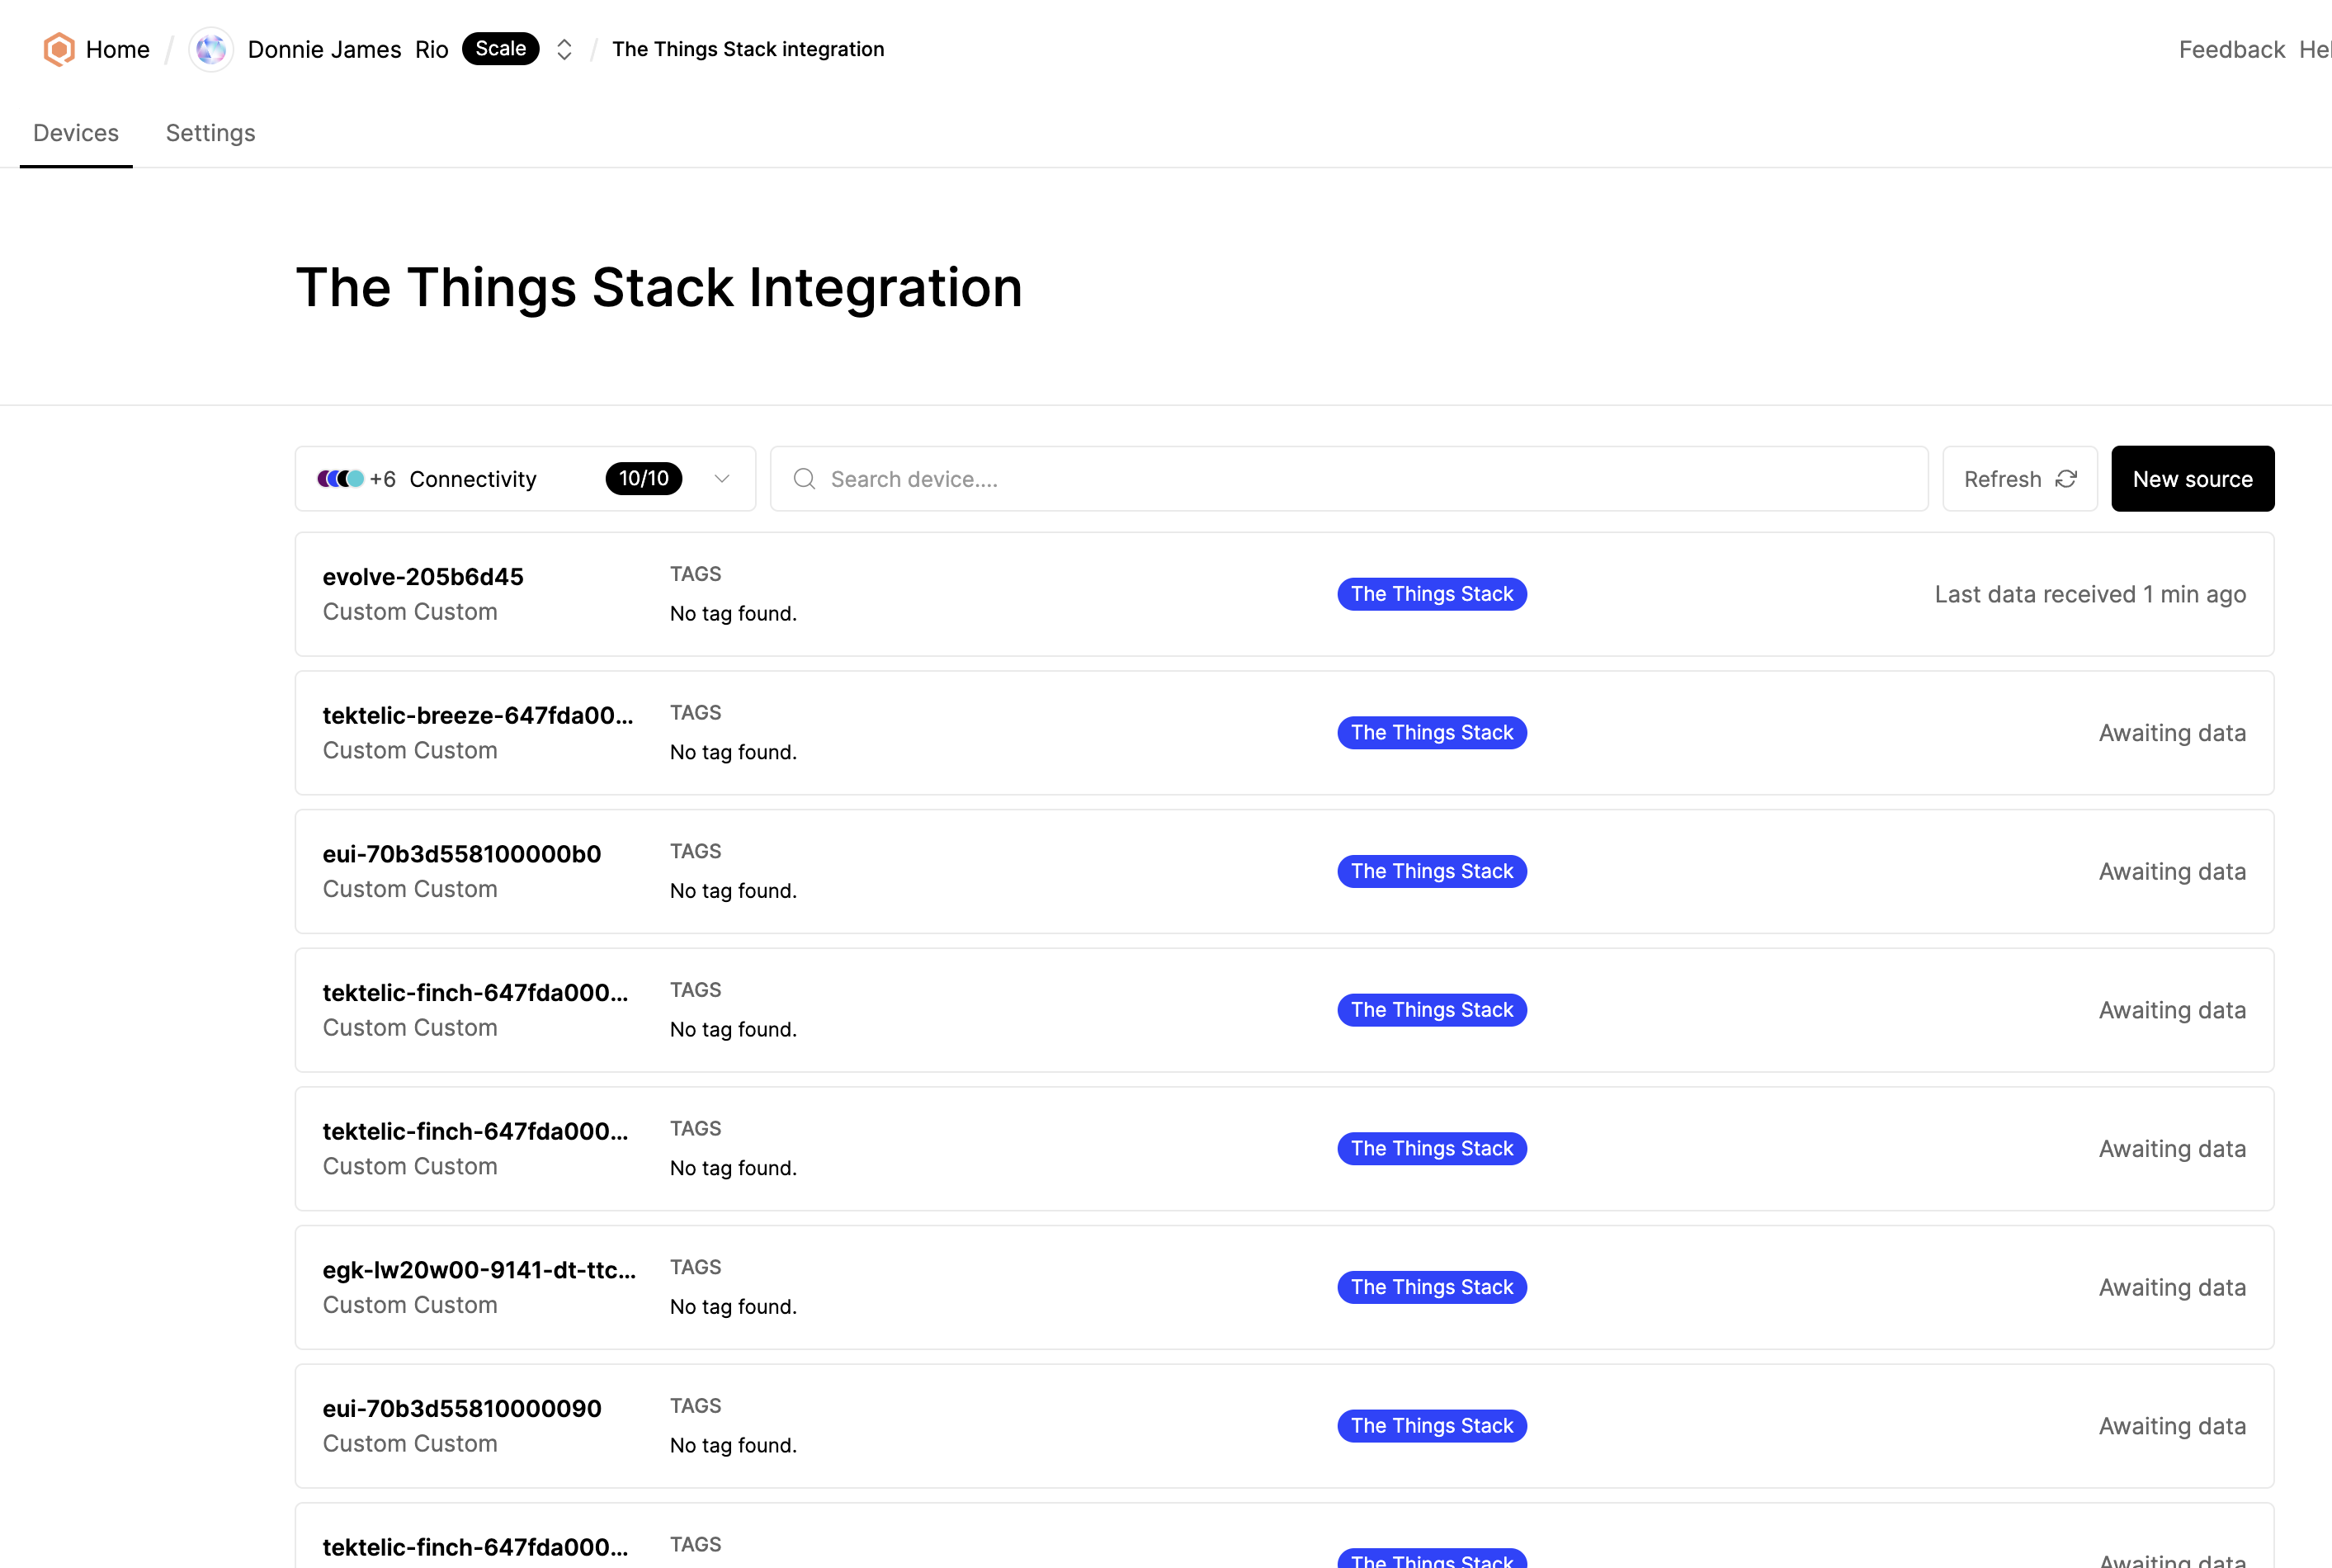 Home / Donnie James Rio Scale / The Things Stack integration
Feedback
Devices Settings
The Things Stack Integration
+6 Connectivity 10/10 Search device.... Refresh New source
evolve-205b6d45
Custom Custom
TAGS
No tag found.
The Things Stack
Last data received 1 min ago
tektelic-breeze-647fda00...
Custom Custom
TAGS
No tag found.
The Things Stack
Awaiting data
eui-70b3d558100000b0
Custom Custom
TAGS
No tag found.
The Things Stack
Awaiting data
tektelic-finch-647fda000...
Custom Custom
TAGS
No tag found.
The Things Stack
Awaiting data
tektelic-finch-647fda000...
Custom Custom
TAGS
No tag found.
The Things Stack
Awaiting data
egk-lw20w00-9141-dt-ttc...
Custom Custom
TAGS
No tag found.
The Things Stack
Awaiting data
eui-70b3d55810000090
Custom Custom
TAGS
No tag found.
The Things Stack
Awaiting data
tektelic-finch-647fda000...
TAGS
The Things Stack
Awaiting data